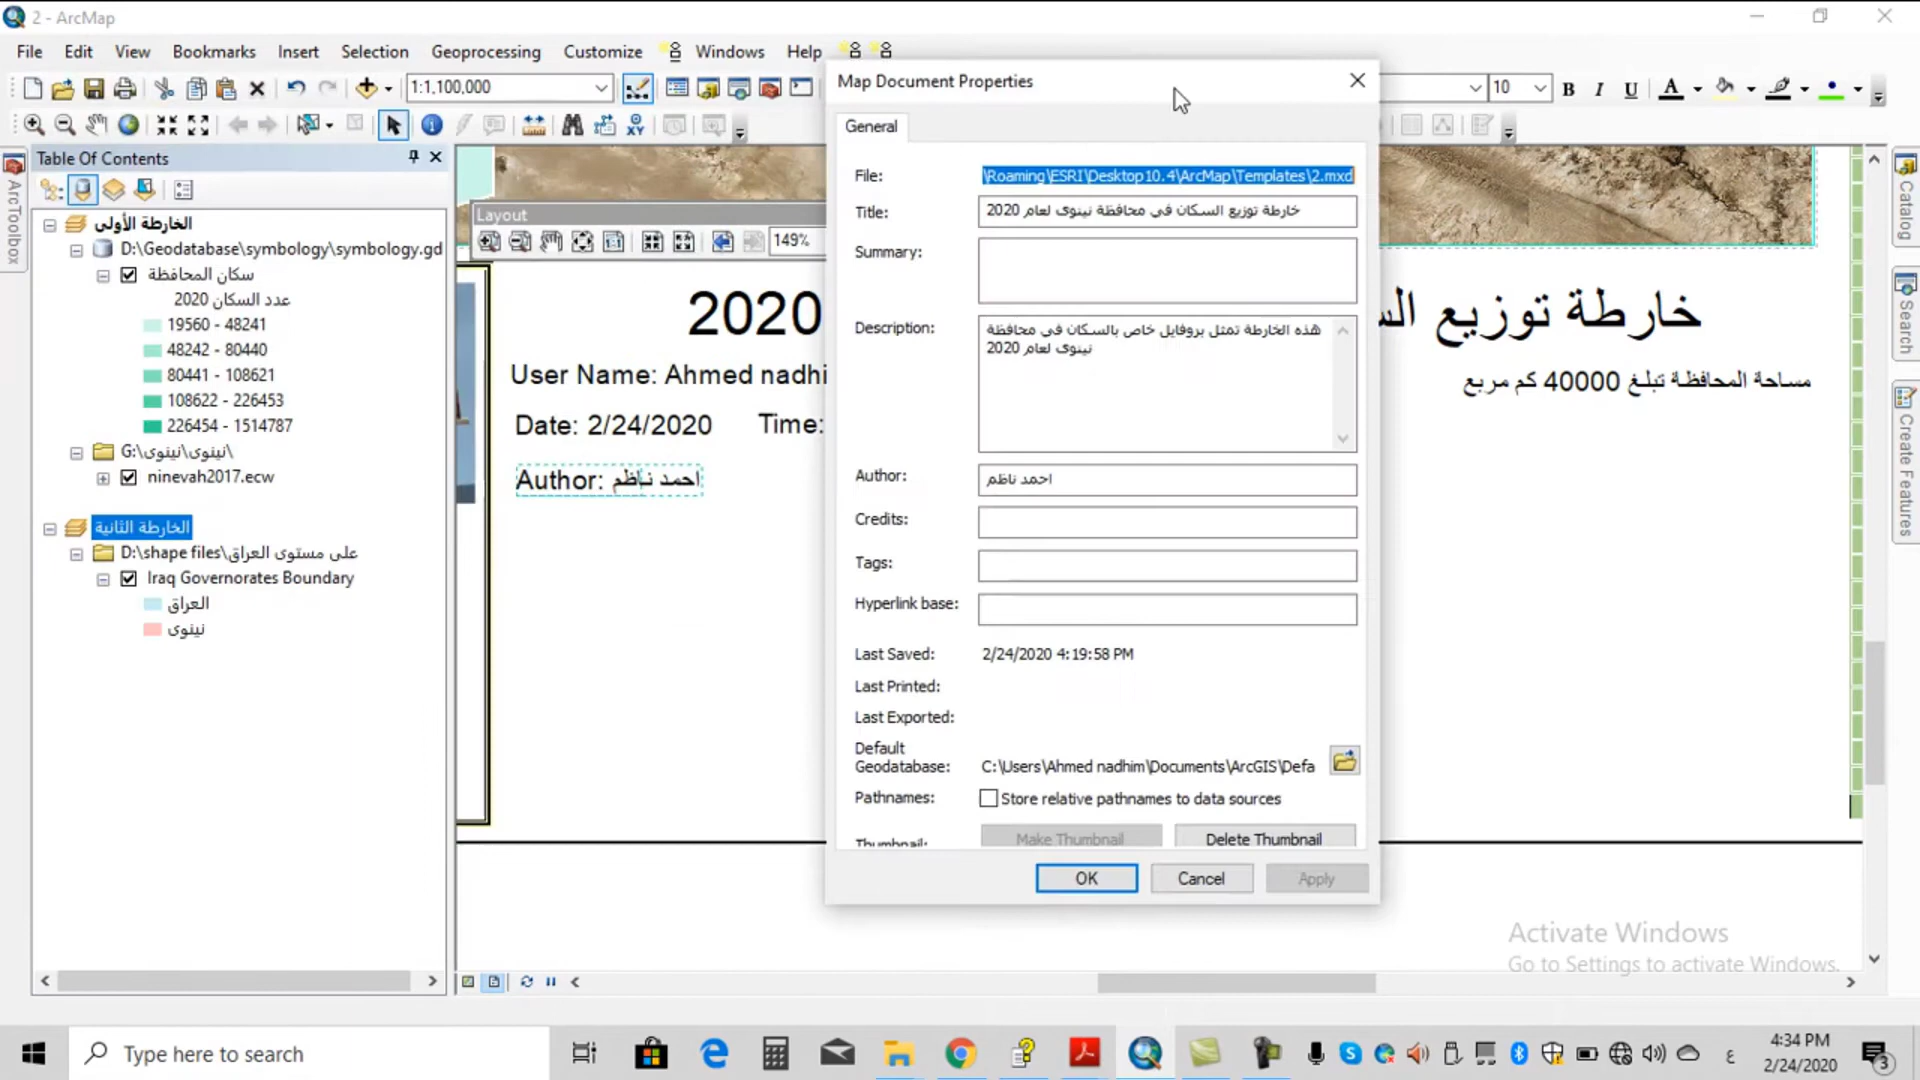 2 - ArcMap
File Edit View Bookmarks Insert Selection Geoprocessing Customize Windows Help
1:1,100,000
10 B I U A
Table Of Contents
ArcToolbox
الخارطة الأولى
D:\Geodatabase\symbology\symbology.gd
سكان المحافظة
عدد السكان 2020
19560 - 48241
48242 - 80440
80441 - 108621
108622 - 226453
226454 - 1514787
G:\نينوى\نينوى\
ninevah2017.ecw
الخارطة الثانية
D:\shape files\على مستوى العراق
Iraq Governorates Boundary
العراق
نينوى
Layout
149%
2020
User Name: Ahmed nadhi
Date: 2/24/2020 Time:
Author: احمد ناظم
Map Document Properties
General
File: \Roaming\ESRI\Desktop10.4\ArcMap\Templates\2.mxd
Title: خارطة توزيع السكان في محافظة نينوى لعام 2020
Summary:
Description: هذه الخارطة تمثل بروفايل خاص بالسكان في محافظة
نينوى لعام 2020
Author: احمد ناظم
Credits:
Tags:
Hyperlink base:
Last Saved: 2/24/2020 4:19:58 PM
Last Printed:
Last Exported:
Default
Geodatabase: C:\Users\Ahmed nadhim\Documents\ArcGIS\Defa
Pathnames: Store relative pathnames to data sources
Thumbnail: Make Thumbnail Delete Thumbnail
OK Cancel Apply
خارطة توزيع الس
مساحة المحافظة تبلغ 40000 كم مربع
Catalog
Search
Create Features
Activate Windows
Go to Settings to activate Windows.
Type here to search
ع
4:34 PM
2/24/2020
3